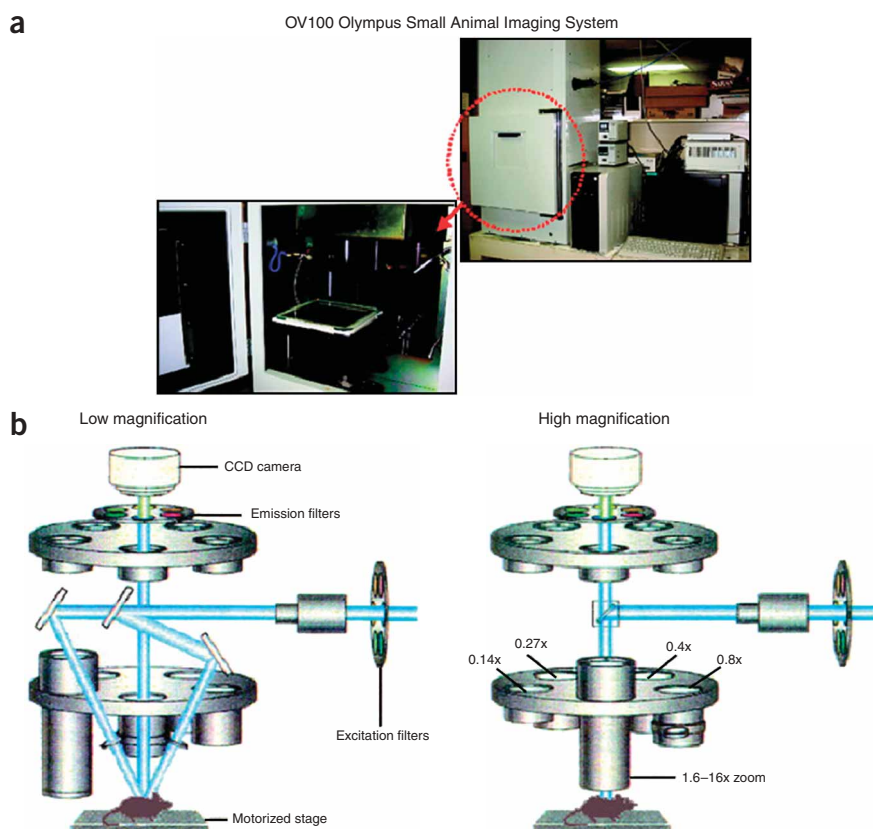 a
OV100 Olympus Small Animal Imaging System
b
Low magnification
High magnification
CCD camera
Emission filters
Excitation filters
Motorized stage
0.14x
0.27x
0.4x
0.8x
1.6–16x zoom